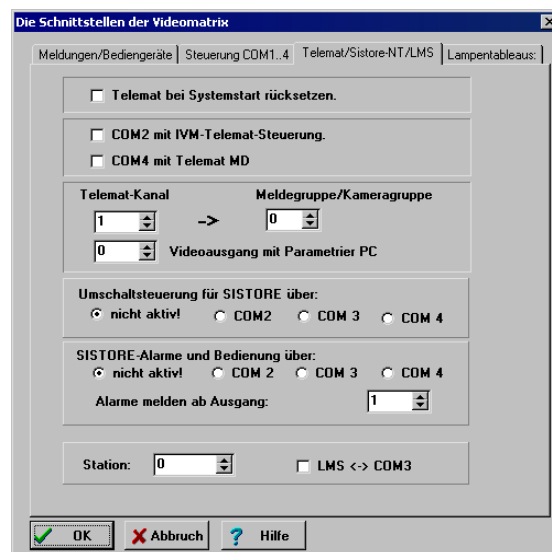 Die Schnittstellen der Videomatrix
Meldungen/Bediengeräte Steuerung COM1..4 Telemat/Sistore-NT/LMS Lampentableaus:
Telemat bei Systemstart rücksetzen.
COM2 mit IVM-Telemat-Steuerung.
COM4 mit Telemat MD
Telemat-Kanal Meldegruppe/Kameragruppe
1 -> 0
0 Videoausgang mit Parametrier PC
Umschaltsteuerung für SISTORE über:
nicht aktiv! COM2 COM 3 COM 4
SISTORE-Alarme und Bedienung über:
nicht aktiv! COM 2 COM 3 COM 4
Alarme melden ab Ausgang: 1
Station: 0 LMS <-> COM3
OK Abbruch ? Hilfe